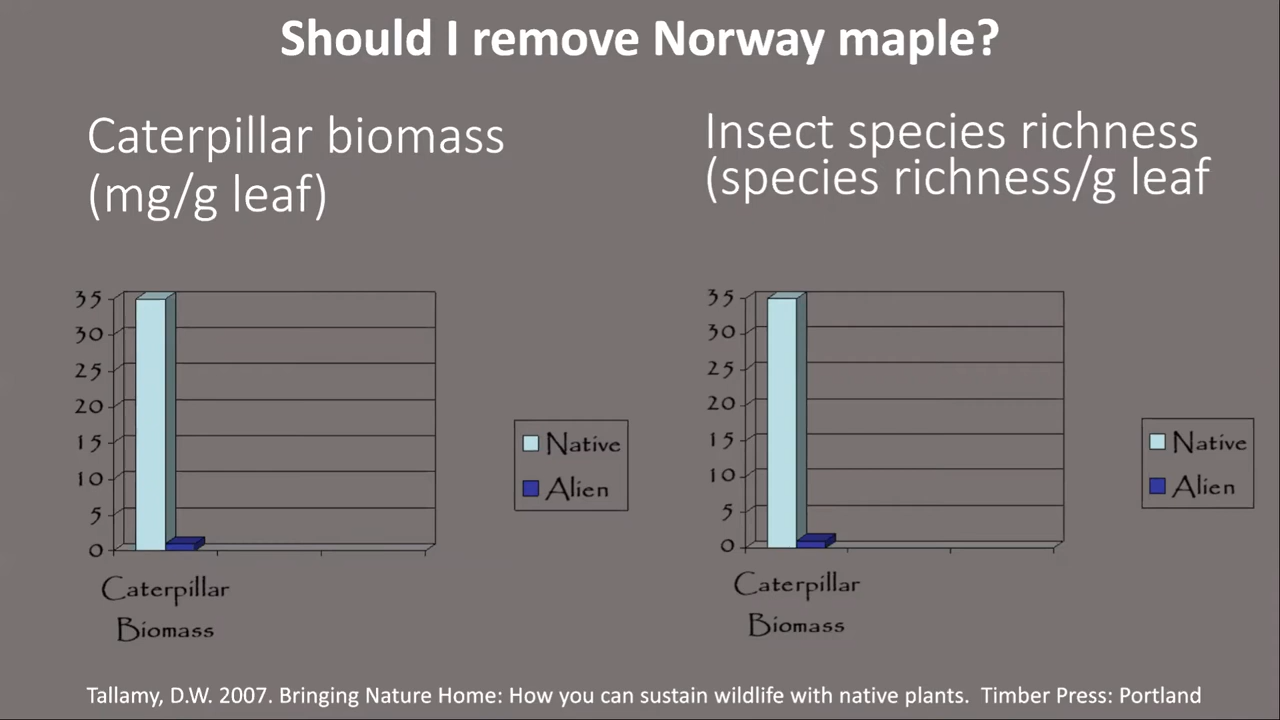 Should I remove Norway maple?
Caterpillar biomass
(mg/g leaf)
35
30
25
20
15
10
5
0
Caterpillar
Biomass
Native
Alien
Insect species richness
(species richness/g leaf
35
30
25
20
15
10
5
0
Caterpillar
Biomass
Native
Alien
Tallamy, D.W. 2007. Bringing Nature Home: How you can sustain wildlife with native plants. Timber Press: Portland